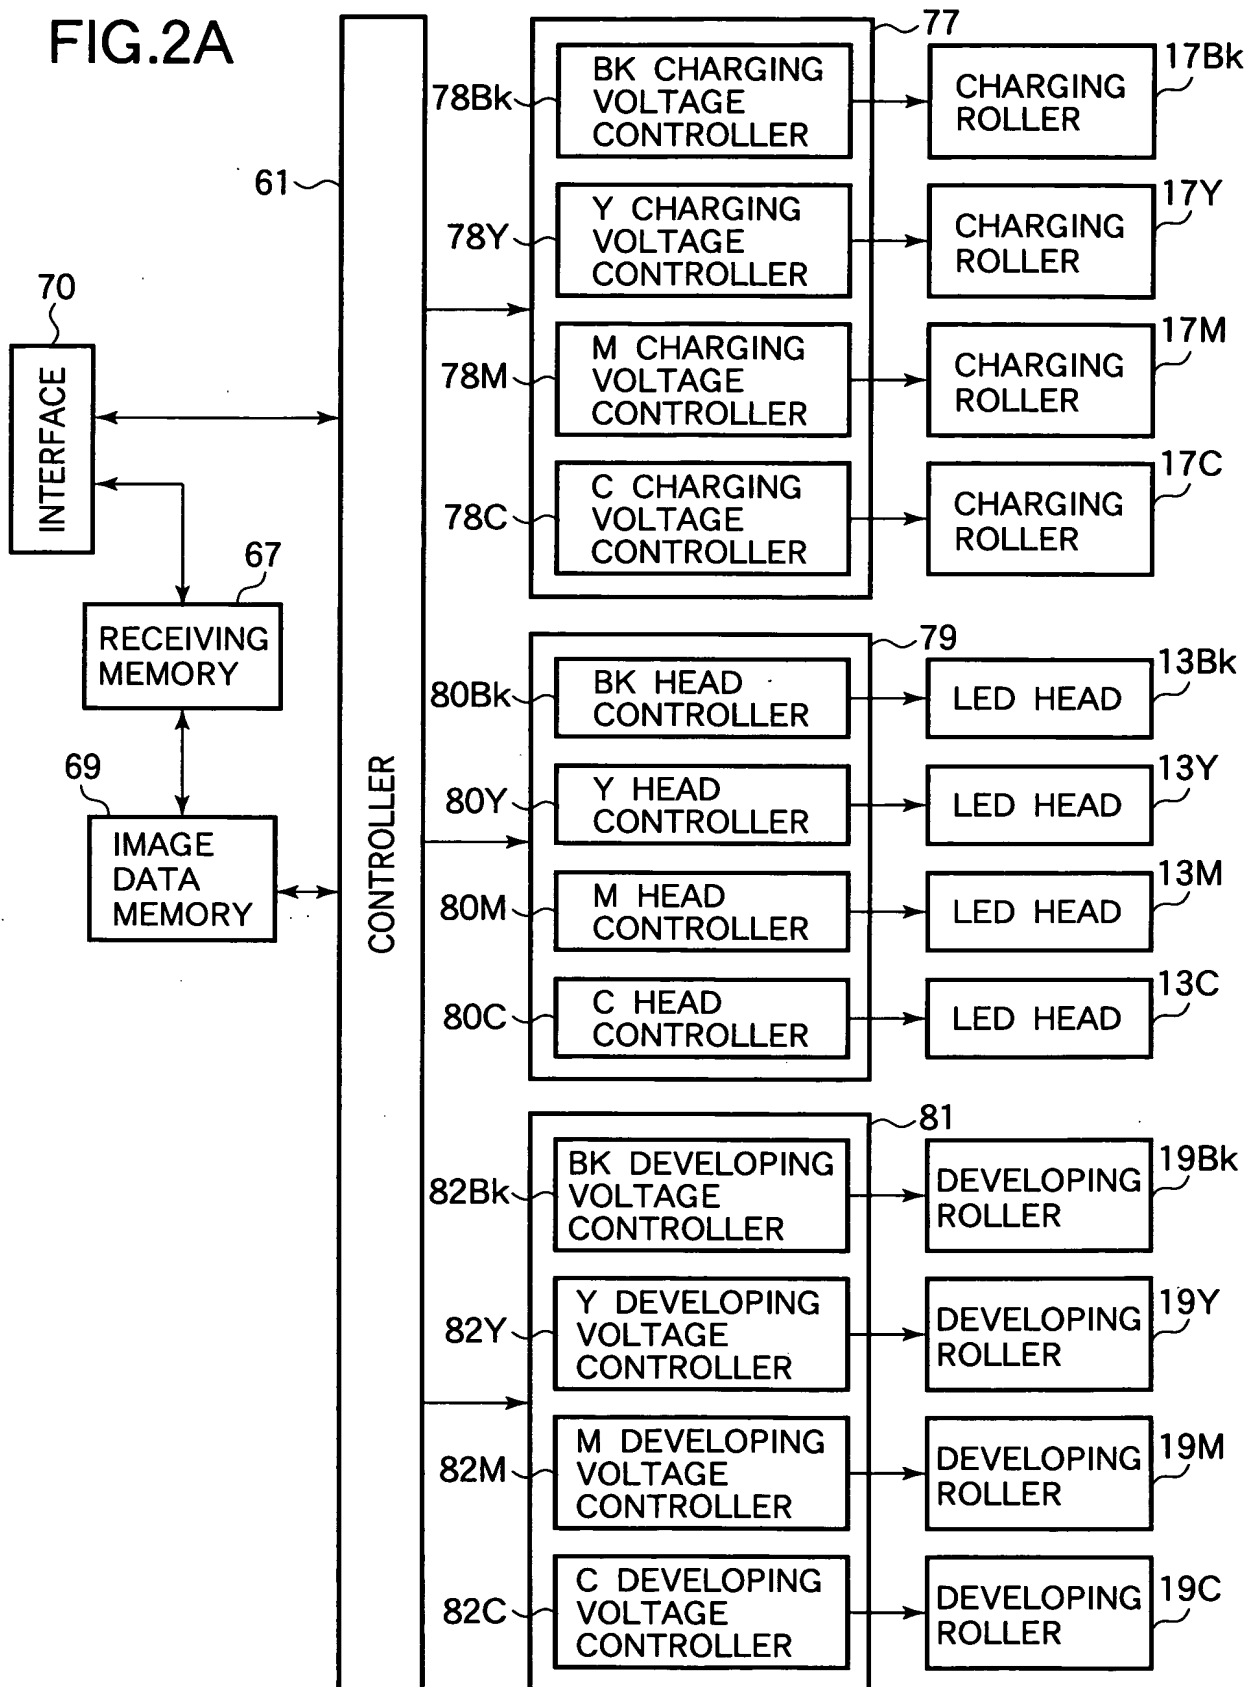 FIG.2A
61
CONTROLLER
70
INTERFACE
67
RECEIVING
MEMORY
69
IMAGE
DATA
MEMORY
77
78Bk
BK CHARGING
VOLTAGE
CONTROLLER
CHARGING
ROLLER
17Bk
78Y
Y CHARGING
VOLTAGE
CONTROLLER
CHARGING
ROLLER
17Y
78M
M CHARGING
VOLTAGE
CONTROLLER
CHARGING
ROLLER
17M
78C
C CHARGING
VOLTAGE
CONTROLLER
CHARGING
ROLLER
17C
79
80Bk
BK HEAD
CONTROLLER
LED HEAD
13Bk
80Y
Y HEAD
CONTROLLER
LED HEAD
13Y
80M
M HEAD
CONTROLLER
LED HEAD
13M
80C
C HEAD
CONTROLLER
LED HEAD
13C
81
82Bk
BK DEVELOPING
VOLTAGE
CONTROLLER
DEVELOPING
ROLLER
19Bk
82Y
Y DEVELOPING
VOLTAGE
CONTROLLER
DEVELOPING
ROLLER
19Y
82M
M DEVELOPING
VOLTAGE
CONTROLLER
DEVELOPING
ROLLER
19M
82C
C DEVELOPING
VOLTAGE
CONTROLLER
DEVELOPING
ROLLER
19C